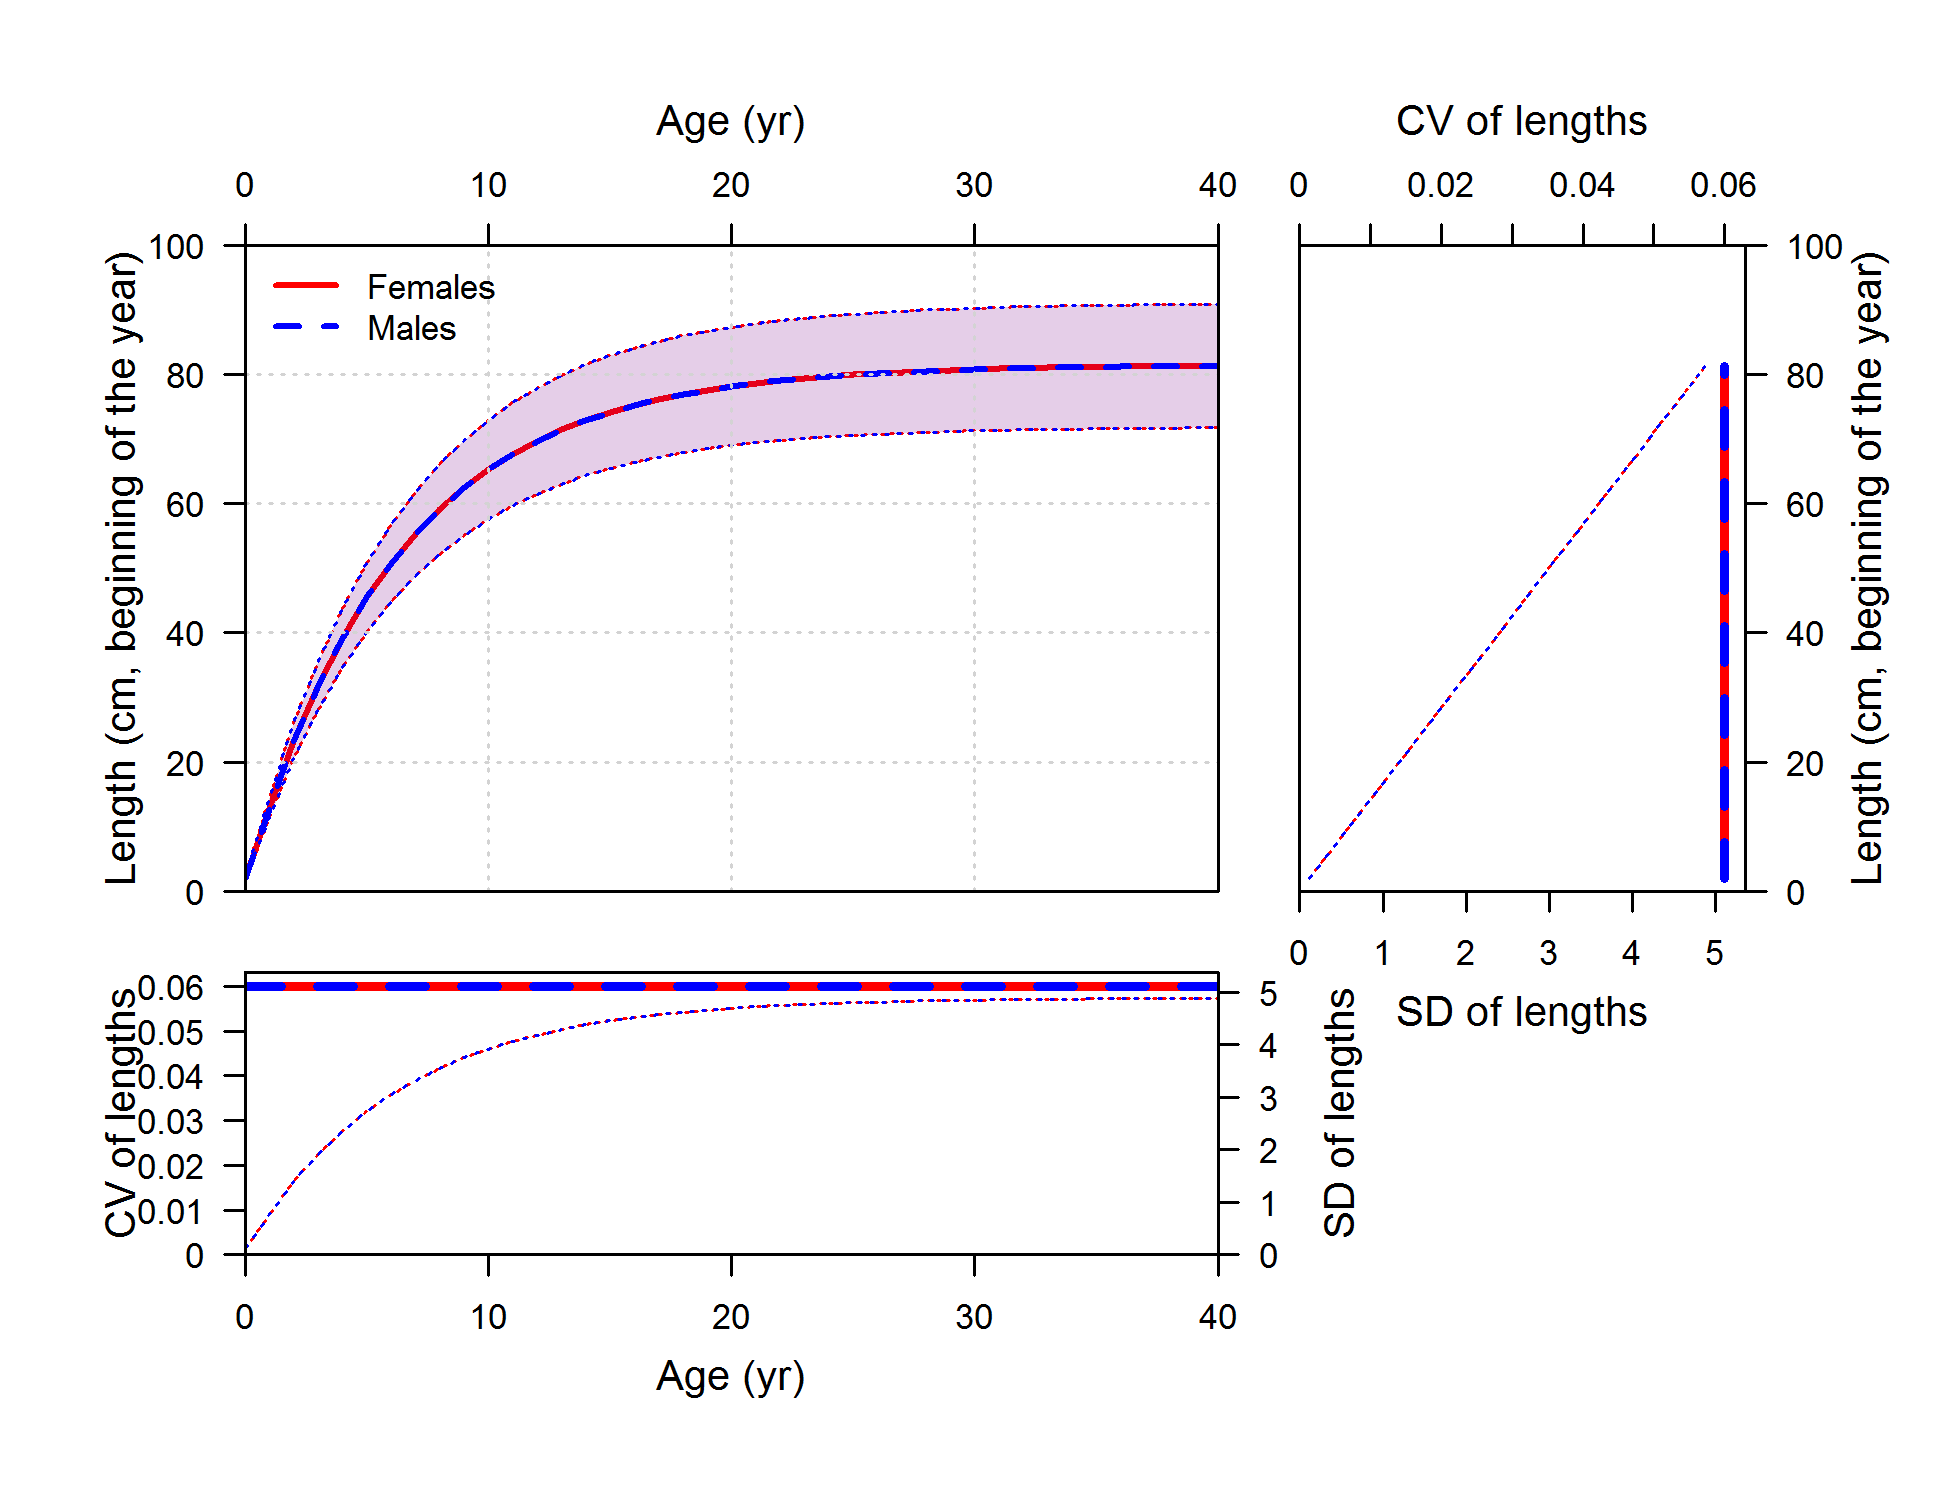 Age (yr)
CV of lengths
0 10 20 30 40
0 0.02 0.04 0.06
Length (cm, beginning of the year)
100
80
60
40
20
0
Females
Males
100
80
60
40
20
0
Length (cm, beginning of the year)
0 1 2 3 4 5
SD of lengths
CV of lengths
0.06
0.05
0.04
0.03
0.02
0.01
0
5
4
3
2
1
0
SD of lengths
0 10 20 30 40
Age (yr)